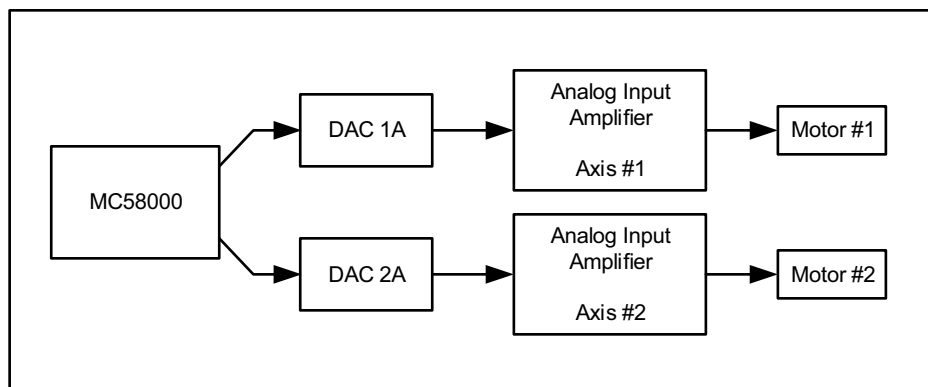 MC58000
DAC 1A
Analog Input
Amplifier
Axis #1
Motor #1
DAC 2A
Analog Input
Amplifier
Axis #2
Motor #2